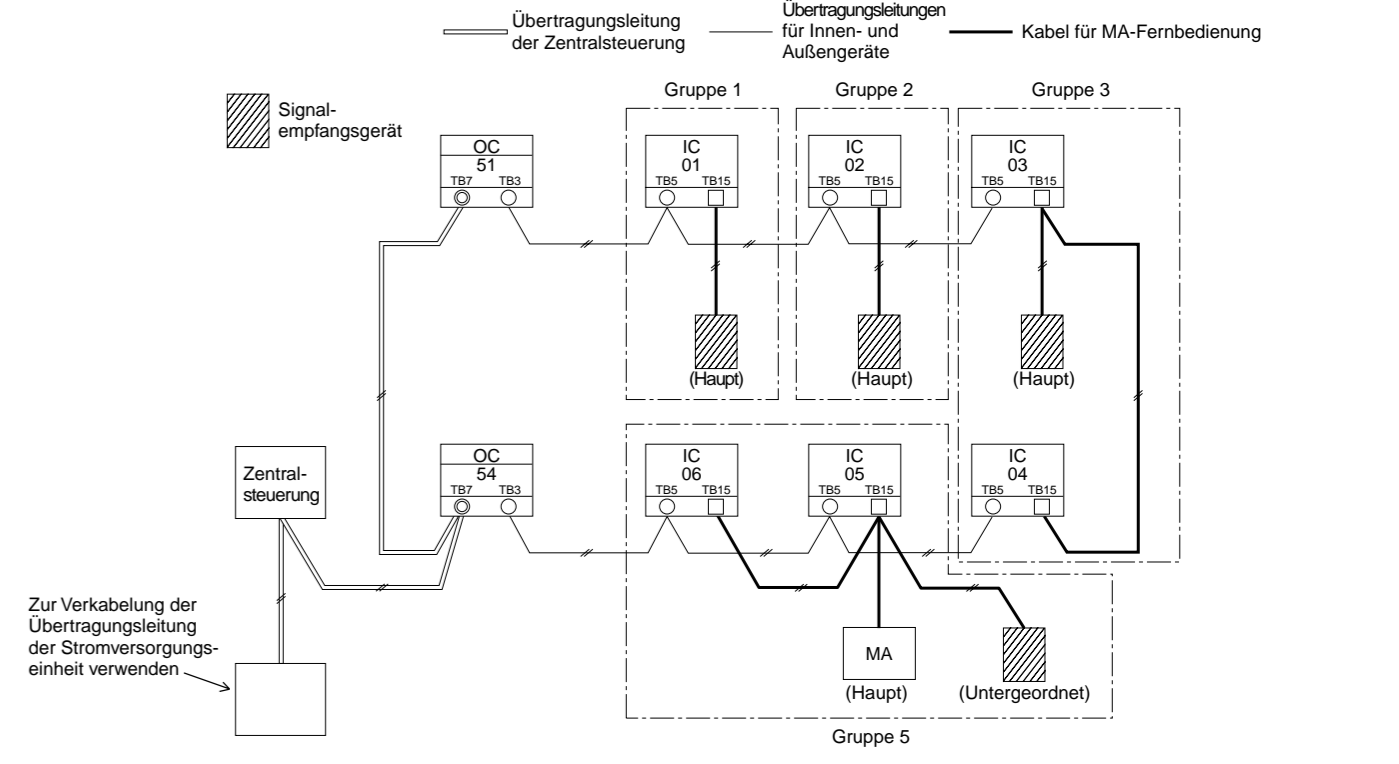 Übertragungsleitung
der Zentralsteuerung
Übertragungsleitungen
für Innen- und
Außengeräte
Kabel für MA-Fernbedienung
Signal-
empfangsgerät
Gruppe 1
Gruppe 2
Gruppe 3
OC
51
TB7 TB3
IC
01
TB5 TB15
IC
02
TB5 TB15
IC
03
TB5 TB15
(Haupt)
(Haupt)
(Haupt)
Zentral-
steuerung
OC
54
TB7 TB3
IC
06
TB5 TB15
IC
05
TB5 TB15
IC
04
TB5 TB15
Zur Verkabelung der
Übertragungsleitung
der Stromversorgungs-
einheit verwenden
MA
(Haupt)
(Untergeordnet)
Gruppe 5